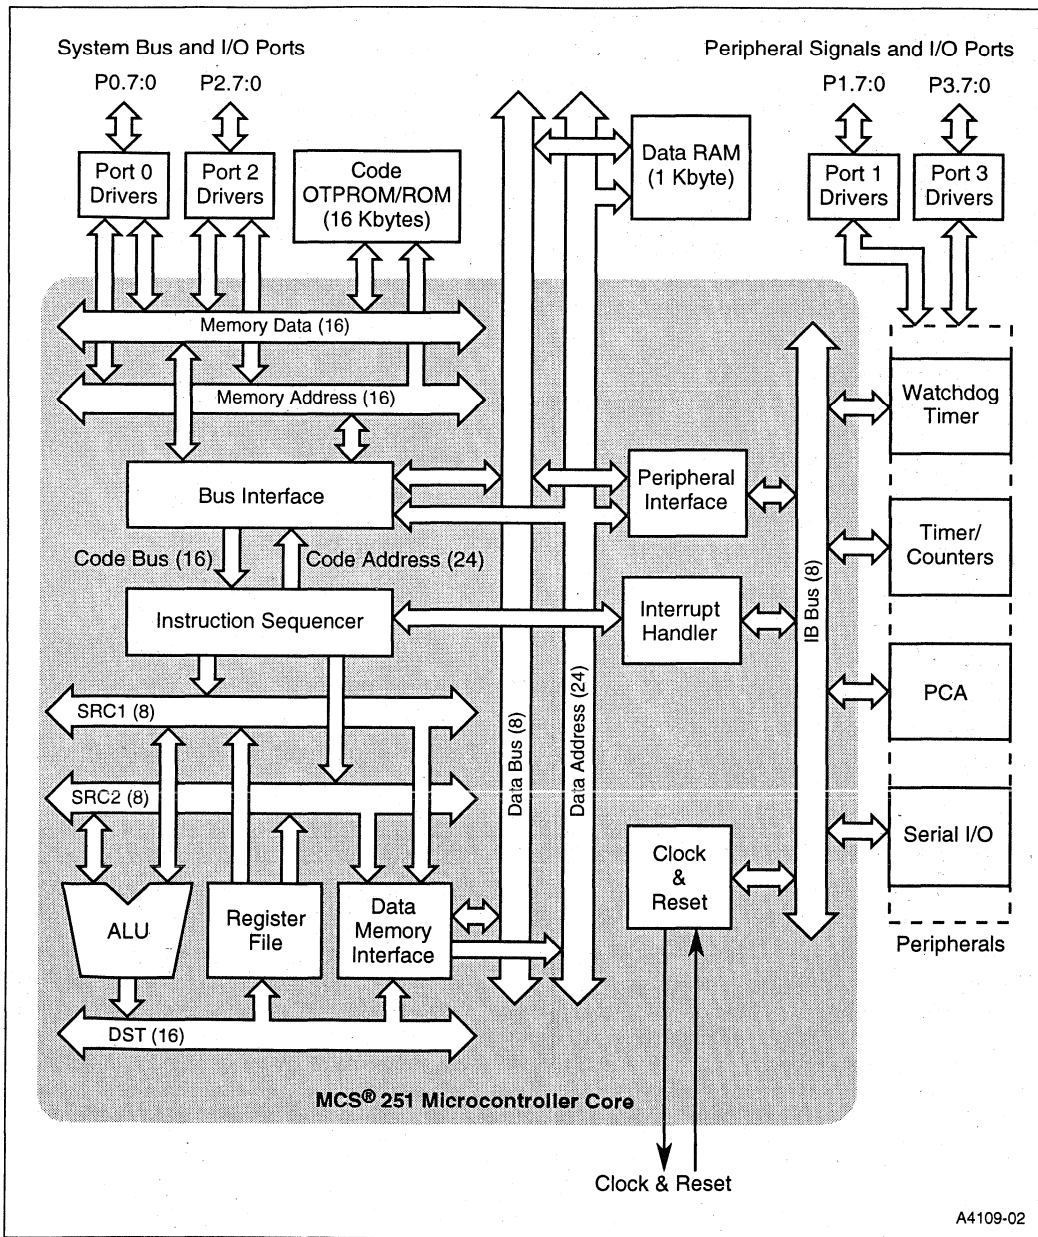 System Bus and I/O Ports
Peripheral Signals and I/O Ports
P0.7:0
P2.7:0
P1.7:0
P3.7:0
Port 0
Drivers
Port 2
Drivers
Code
OTPROM/ROM
(16 Kbytes)
Data RAM
(1 Kbyte)
Port 1
Drivers
Port 3
Drivers
Memory Data (16)
Memory Address (16)
Bus Interface
Code Bus (16)
Code Address (24)
Instruction Sequencer
SRC1 (8)
SRC2 (8)
ALU
Register
File
Data
Memory
Interface
DST (16)
Data Bus (8)
Data Address (24)
Peripheral
Interface
Interrupt
Handler
Clock
&
Reset
IB Bus (8)
Watchdog
Timer
Timer/
Counters
PCA
Serial I/O
Peripherals
MCS® 251 Microcontroller Core
Clock & Reset
A4109-02